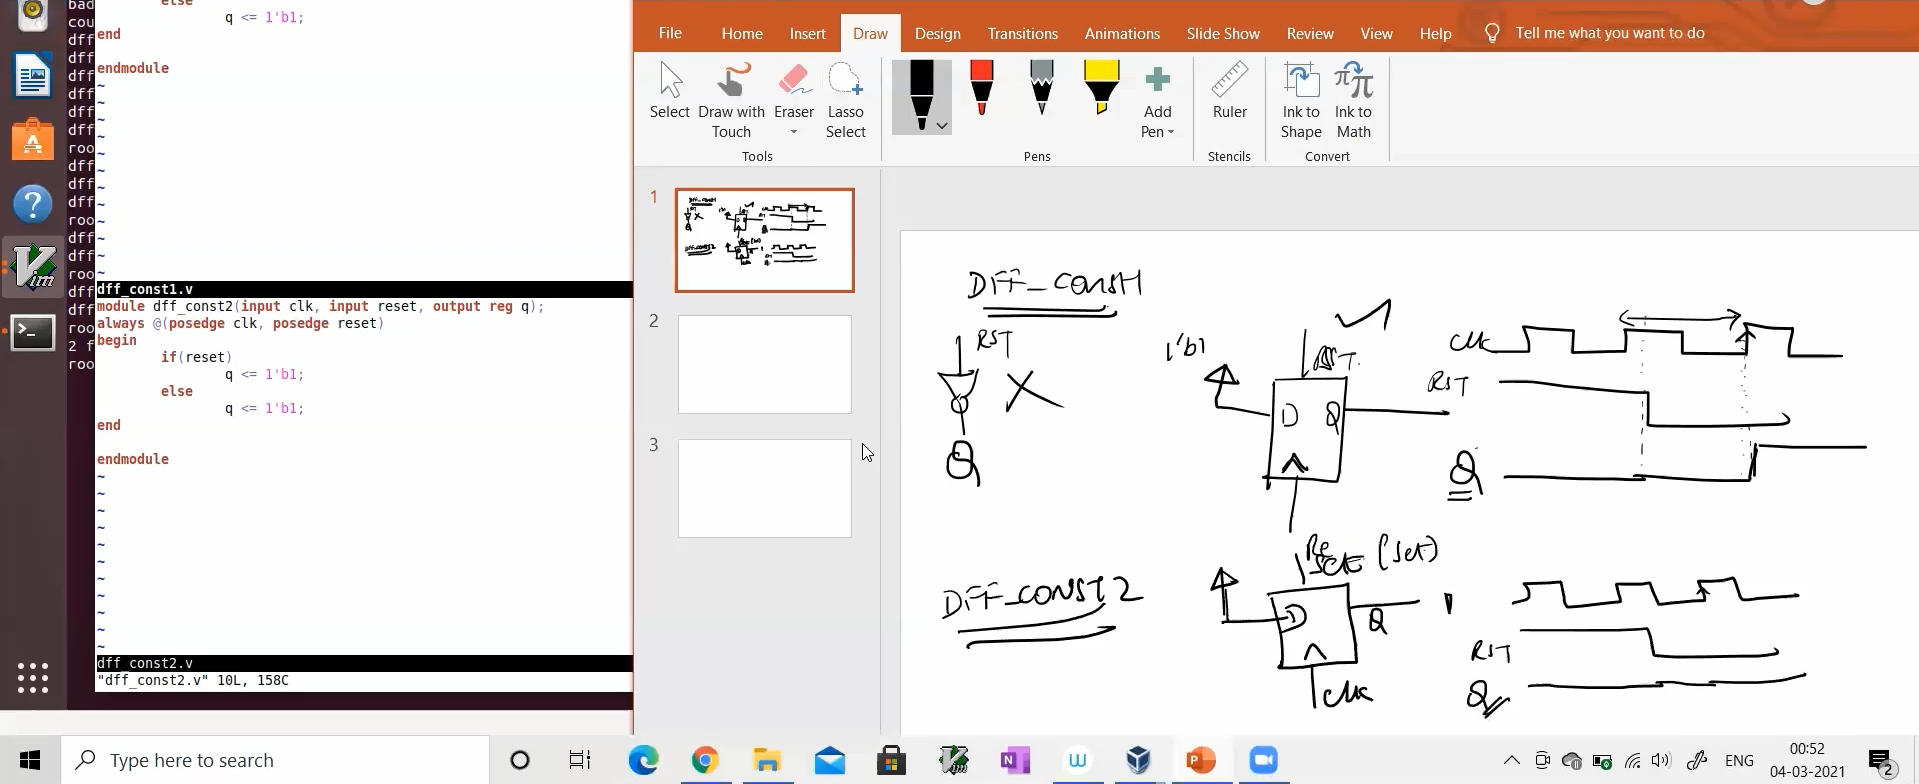 bad
cou
dff
dff
dff
dff
dff
dff
roo
dff
dff
roo
dff
dff
roo
dff
dff
roo
2 f
roo
else
q <= 1'b1;
end
endmodule
~
~
~
~
~
~
~
~
~
~
~
~
dff_const1.v
module dff_const2(input clk, input reset, output reg q);
always @(posedge clk, posedge reset)
begin
if(reset)
q <= 1'b1;
else
q <= 1'b1;
end
endmodule
~
~
~
~
~
~
~
~
~
~
~
dff_const2.v
"dff_const2.v" 10L, 158C
File Home Insert Draw Design Transitions Animations Slide Show Review View Help Tell me what you want to do
Select
Draw with Touch
Eraser
Lasso Select
Add Pen
Ruler
Ink to Shape
Ink to Math
Tools
Pens
Stencils
Convert
1
2
3
DFF_CONST1
RST
Q
1'b1
RST
D Q
clk
RST
Q
DFF_CONST2
Reset (set)
D
Q
1
clk
RST
Q
Type here to search
ENG
00:52
04-03-2021
2